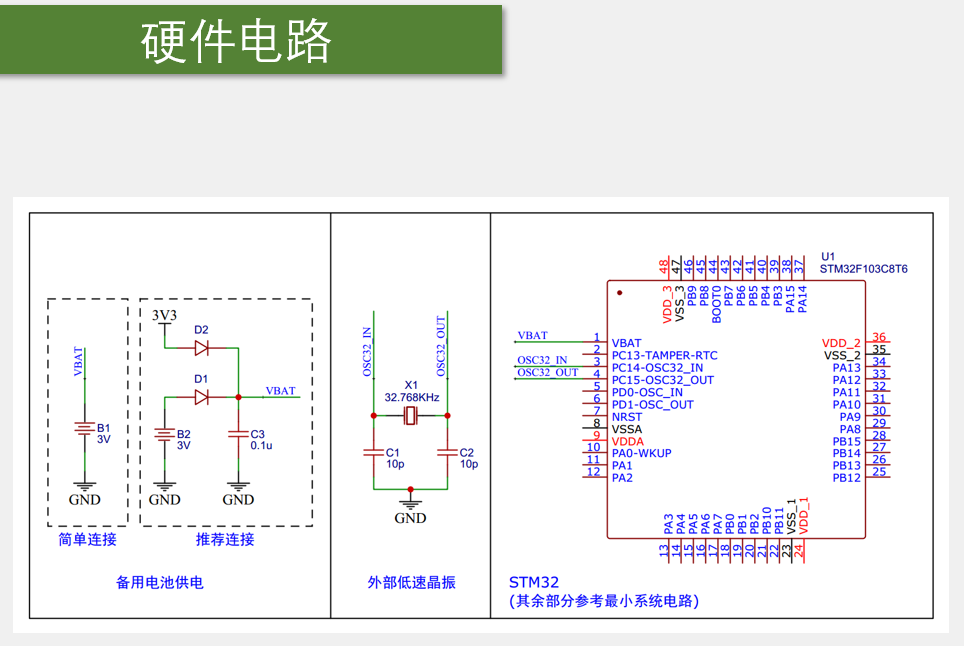 硬件电路
VBAT
B1
3V
GND
简单连接
3V3
D2
D1
VBAT
B2
3V
C3
0.1u
GND
GND
推荐连接
备用电池供电
OSC32_IN
OSC32_OUT
X1
32.768KHz
C1
10p
C2
10p
GND
外部低速晶振
U1
STM32F103C8T6
48 47 46 45 44 43 42 41 40 39 38 37
VDD_3 VSS_3 PB9 PB8 BOOT0 PB7 PB6 PB5 PB4 PB3 PA15 PA14
VBAT 1 VBAT
2 PC13-TAMPER-RTC
OSC32_IN 3 PC14-OSC32_IN
OSC32_OUT 4 PC15-OSC32_OUT
5 PD0-OSC_IN
6 PD1-OSC_OUT
7 NRST
8 VSSA
9 VDDA
10 PA0-WKUP
11 PA1
12 PA2
VDD_2 36
VSS_2 35
PA13 34
PA12 33
PA11 32
PA10 31
PA9 30
PA8 29
PB15 28
PB14 27
PB13 26
PB12 25
PA3 PA4 PA5 PA6 PA7 PB0 PB1 PB2 PB10 PB11 VSS_1 VDD_1
13 14 15 16 17 18 19 20 21 22 23 24
STM32
(其余部分参考最小系统电路)